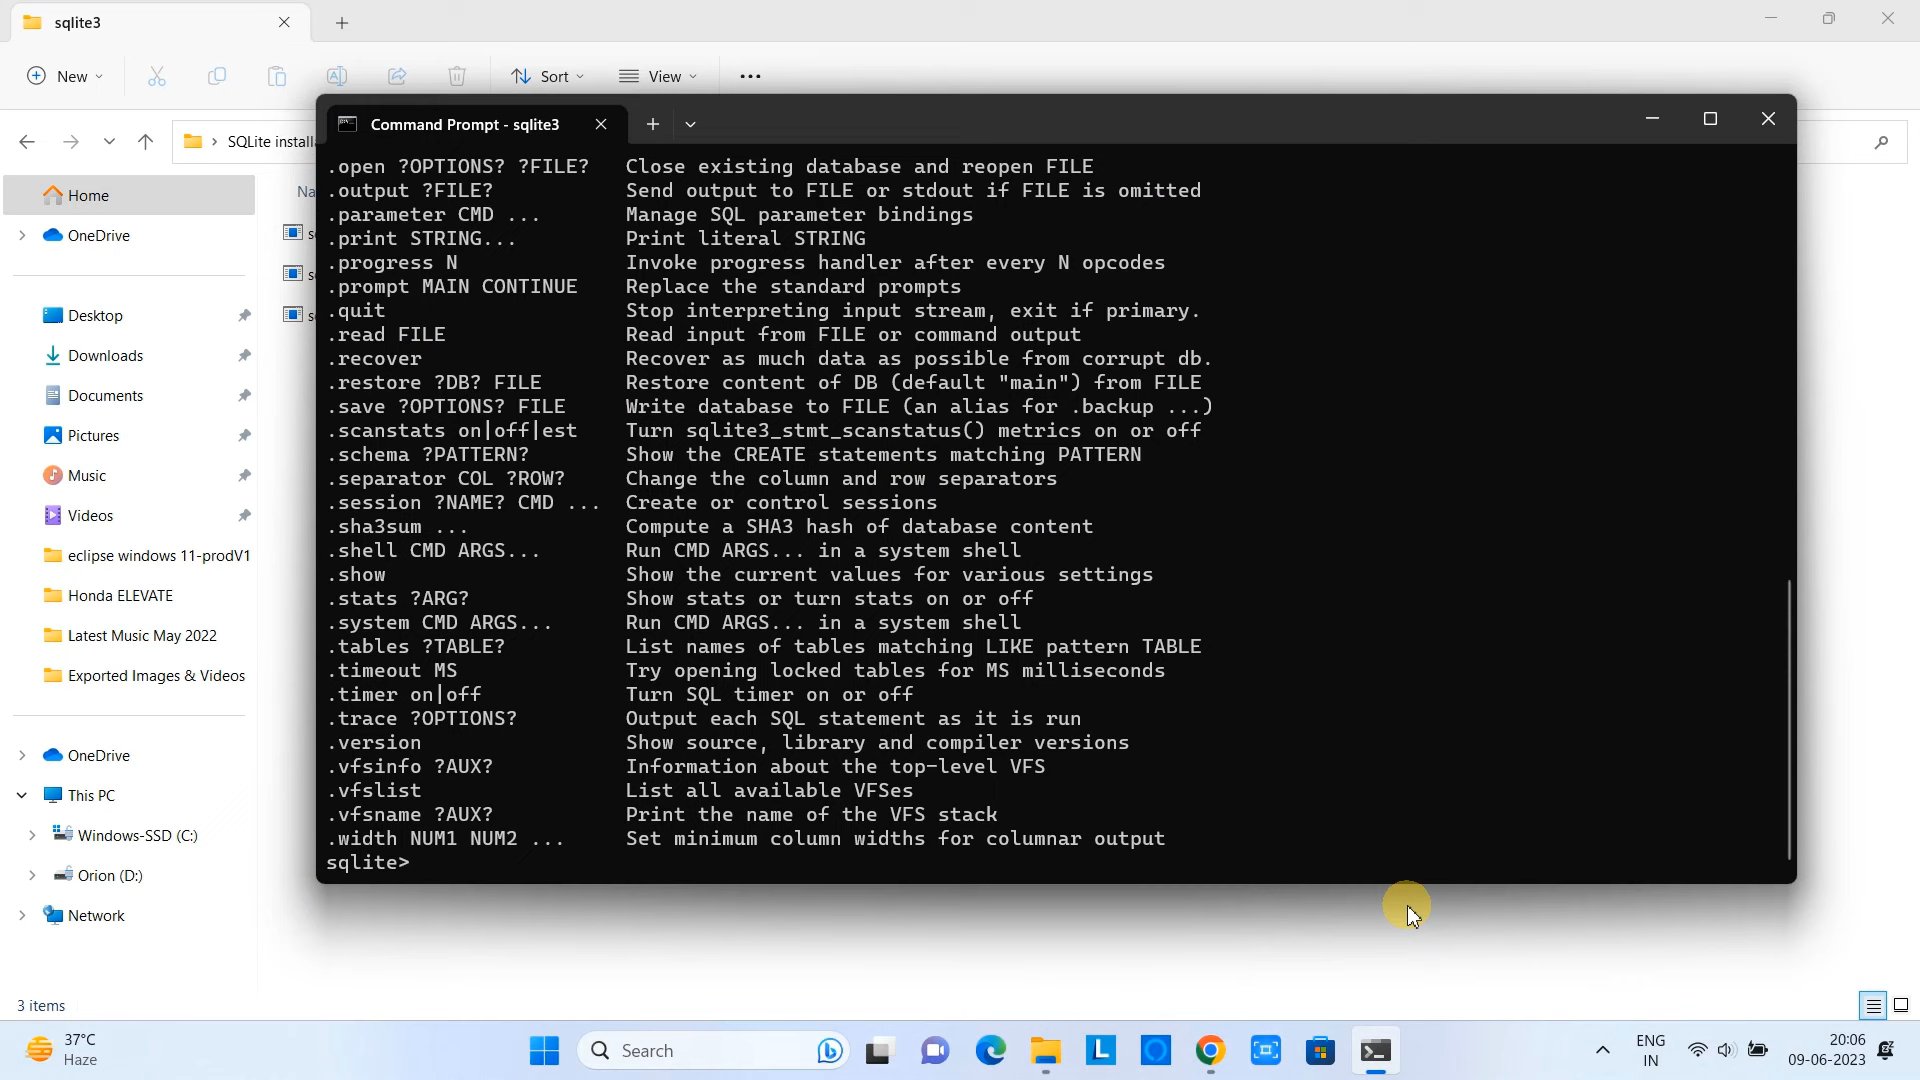 sqlite3
New
Sort
View
Command Prompt - sqlite3
SQLite install
Home
OneDrive
Desktop
Downloads
Documents
Pictures
Music
Videos
eclipse windows 11-prodV1
Honda ELEVATE
Latest Music May 2022
Exported Images & Videos
OneDrive
This PC
Windows-SSD (C:)
Orion (D:)
Network
3 items
Na
s
s
s
.open ?OPTIONS? ?FILE? Close existing database and reopen FILE
.output ?FILE? Send output to FILE or stdout if FILE is omitted
.parameter CMD ... Manage SQL parameter bindings
.print STRING... Print literal STRING
.progress N Invoke progress handler after every N opcodes
.prompt MAIN CONTINUE Replace the standard prompts
.quit Stop interpreting input stream, exit if primary.
.read FILE Read input from FILE or command output
.recover Recover as much data as possible from corrupt db.
.restore ?DB? FILE Restore content of DB (default "main") from FILE
.save ?OPTIONS? FILE Write database to FILE (an alias for .backup ...)
.scanstats on|off|est Turn sqlite3_stmt_scanstatus() metrics on or off
.schema ?PATTERN? Show the CREATE statements matching PATTERN
.separator COL ?ROW? Change the column and row separators
.session ?NAME? CMD ... Create or control sessions
.sha3sum ... Compute a SHA3 hash of database content
.shell CMD ARGS... Run CMD ARGS... in a system shell
.show Show the current values for various settings
.stats ?ARG? Show stats or turn stats on or off
.system CMD ARGS... Run CMD ARGS... in a system shell
.tables ?TABLE? List names of tables matching LIKE pattern TABLE
.timeout MS Try opening locked tables for MS milliseconds
.timer on|off Turn SQL timer on or off
.trace ?OPTIONS? Output each SQL statement as it is run
.version Show source, library and compiler versions
.vfsinfo ?AUX? Information about the top-level VFS
.vfslist List all available VFSes
.vfsname ?AUX? Print the name of the VFS stack
.width NUM1 NUM2 ... Set minimum column widths for columnar output
sqlite>
37°C
Haze
Search
L
ENG
IN
20:06
09-06-2023